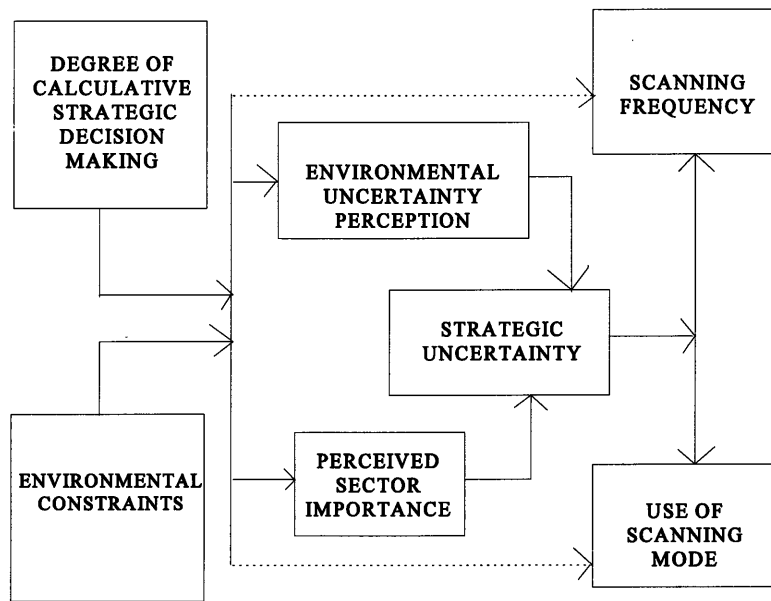 DEGREE OF
CALCULATIVE
STRATEGIC
DECISION
MAKING
SCANNING
FREQUENCY
ENVIRONMENTAL
UNCERTAINTY
PERCEPTION
STRATEGIC
UNCERTAINTY
ENVIRONMENTAL
CONSTRAINTS
PERCEIVED
SECTOR
IMPORTANCE
USE OF
SCANNING
MODE